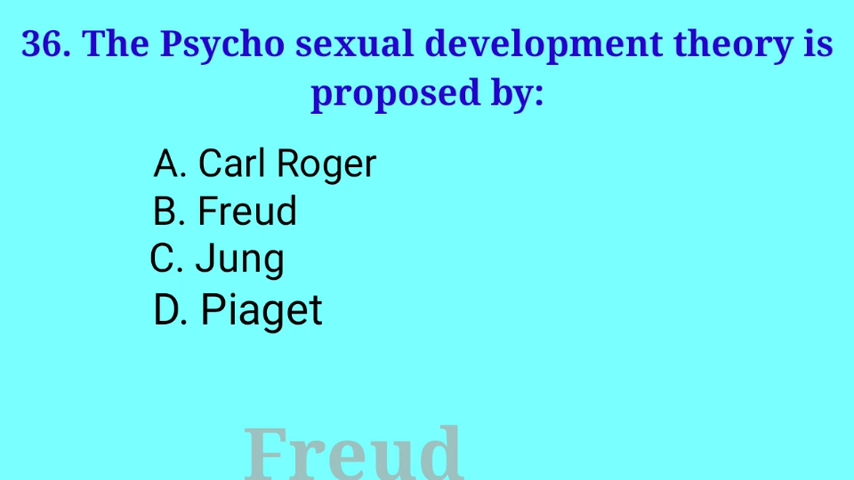 36. The Psycho sexual development theory is
proposed by:
A. Carl Roger
B. Freud
C. Jung
D. Piaget
Freud